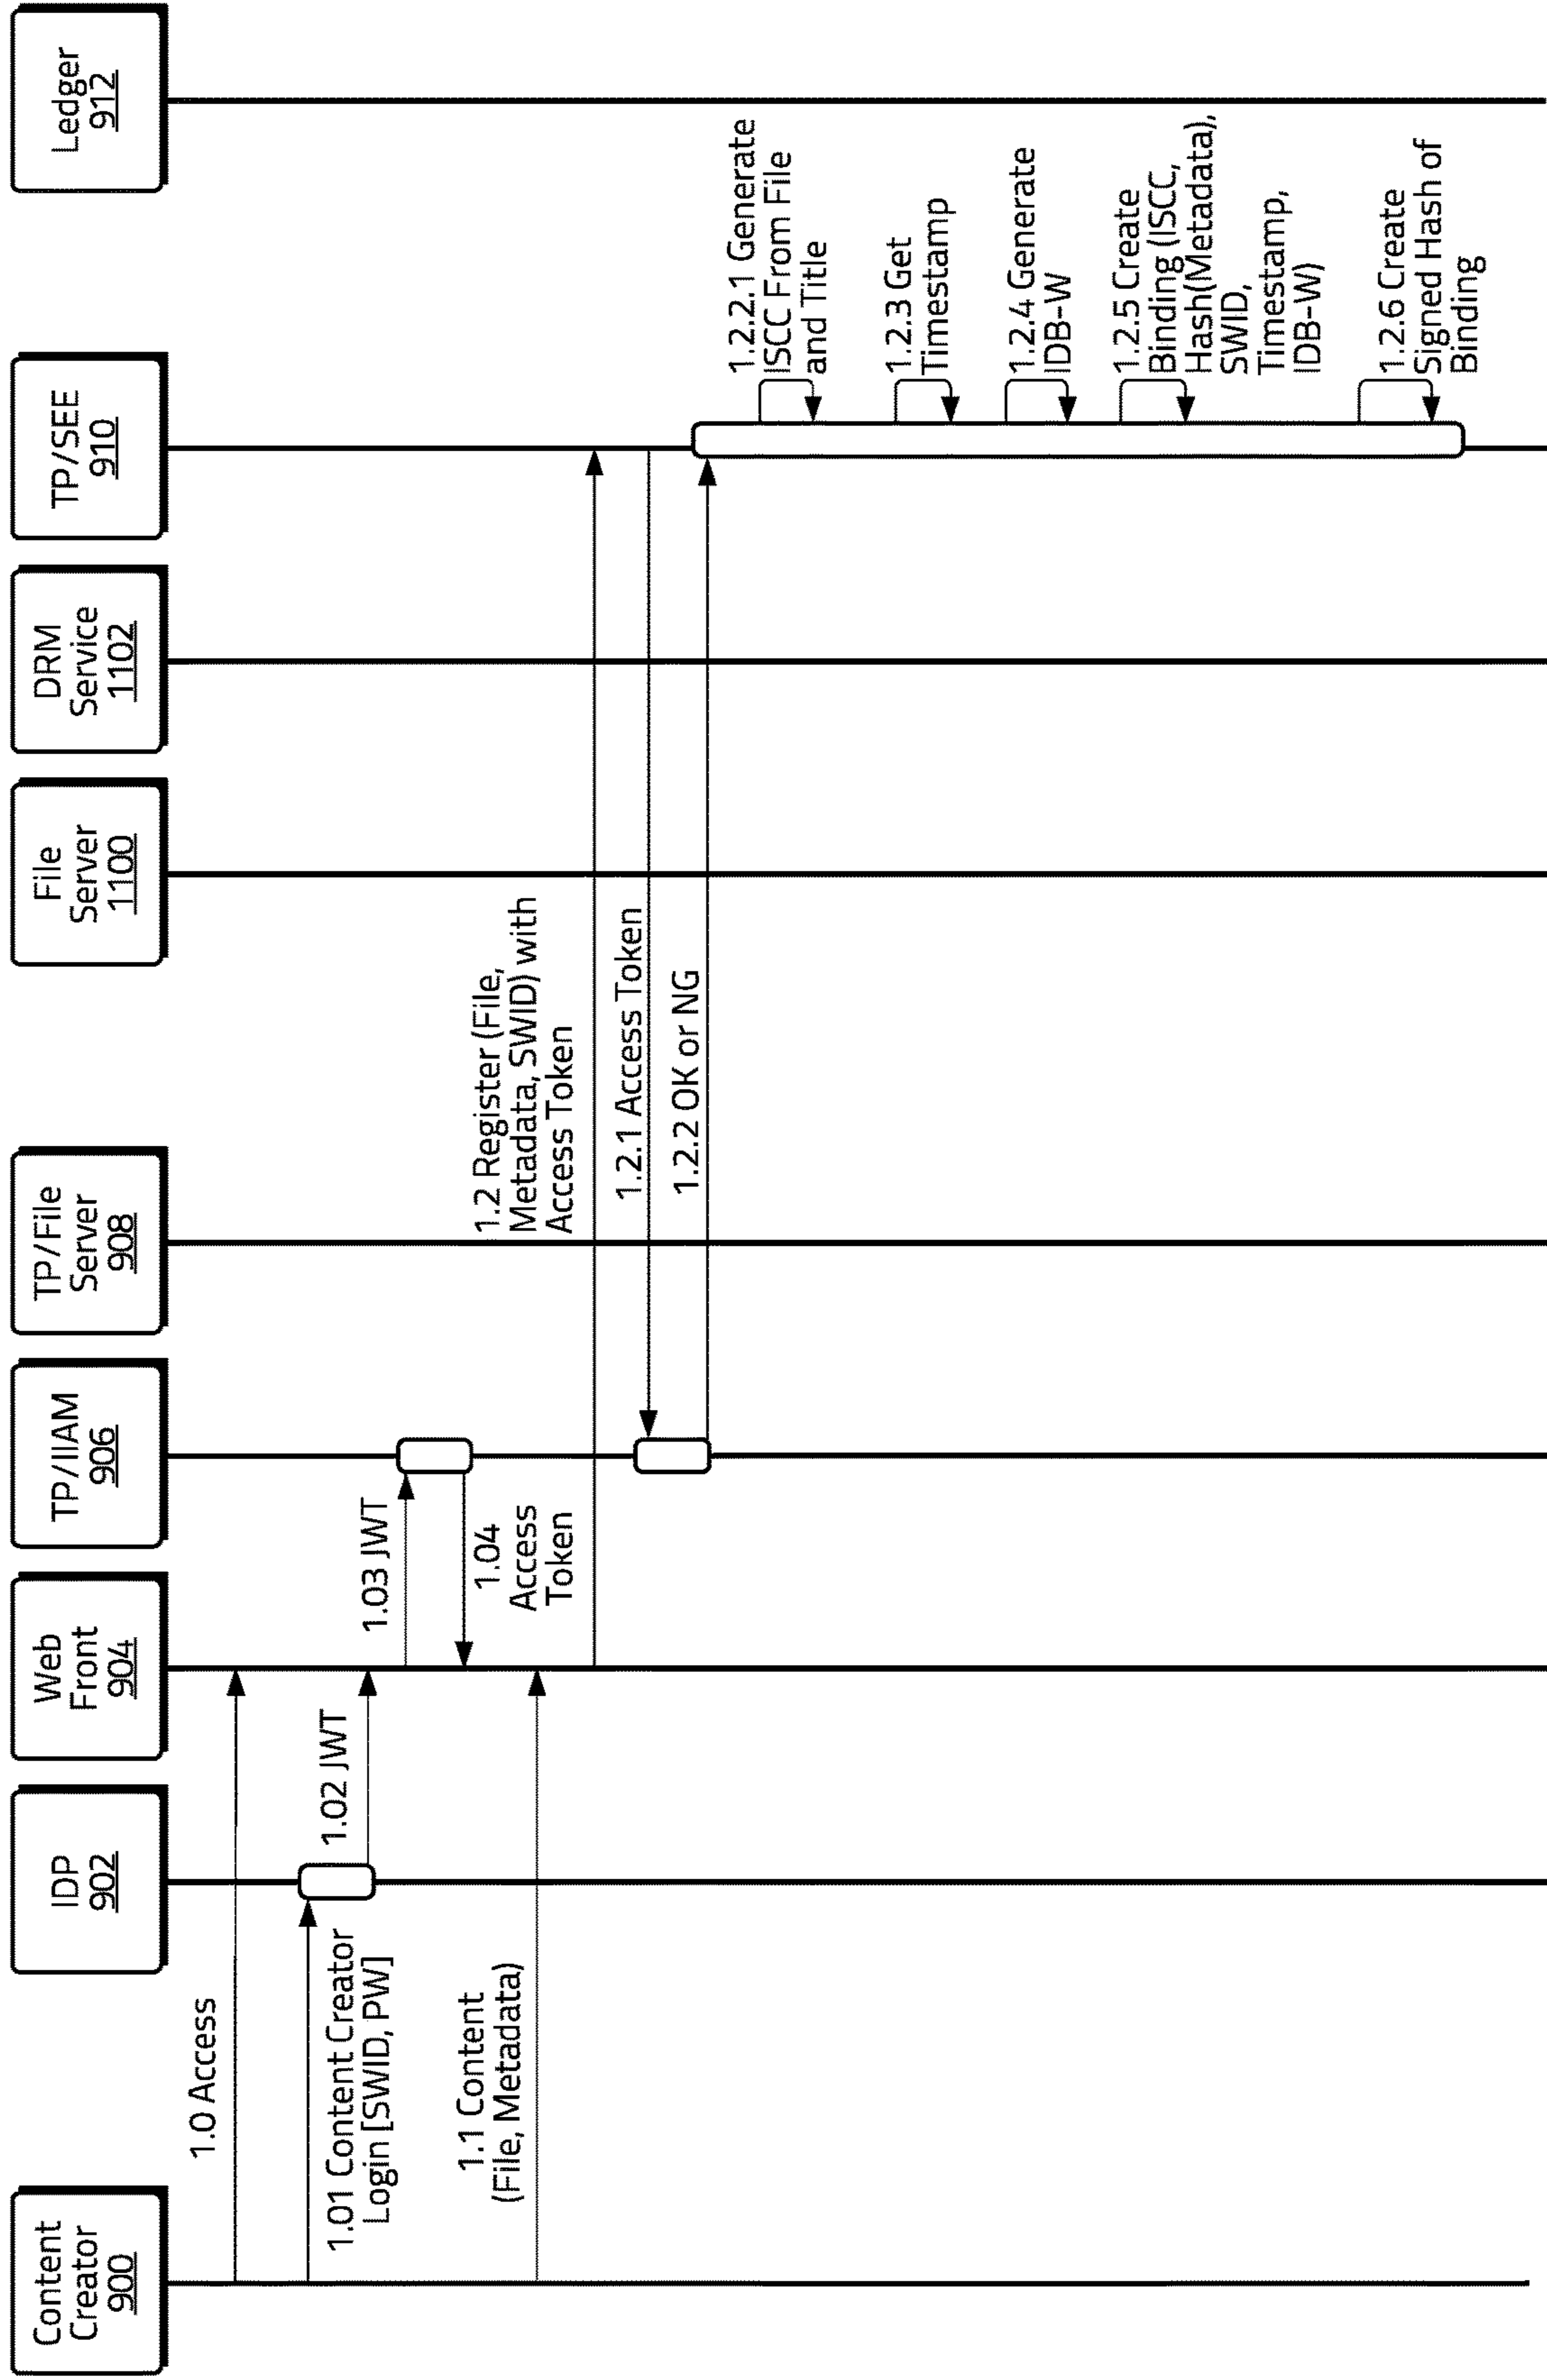 Content
Creator
900
IDP
902
Web
Front
904
TP/IIAM
906
TP/File
Server
908
File
Server
1100
DRM
Service
1102
TP/SEE
910
Ledger
912
1.0 Access
1.01 Content Creator
Login [SWID, PW]
1.02 JWT
1.03 JWT
1.04
Access
Token
1.1 Content
(File, Metadata)
1.2 Register (File,
Metadata, SWID) with
Access Token
1.2.1 Access Token
1.2.2 OK or NG
1.2.2.1 Generate
ISCC From File
and Title
1.2.3 Get
Timestamp
1.2.4 Generate
IDB-W
1.2.5 Create
Binding (ISCC,
Hash(Metadata),
SWID,
Timestamp,
IDB-W)
1.2.6 Create
Signed Hash of
Binding